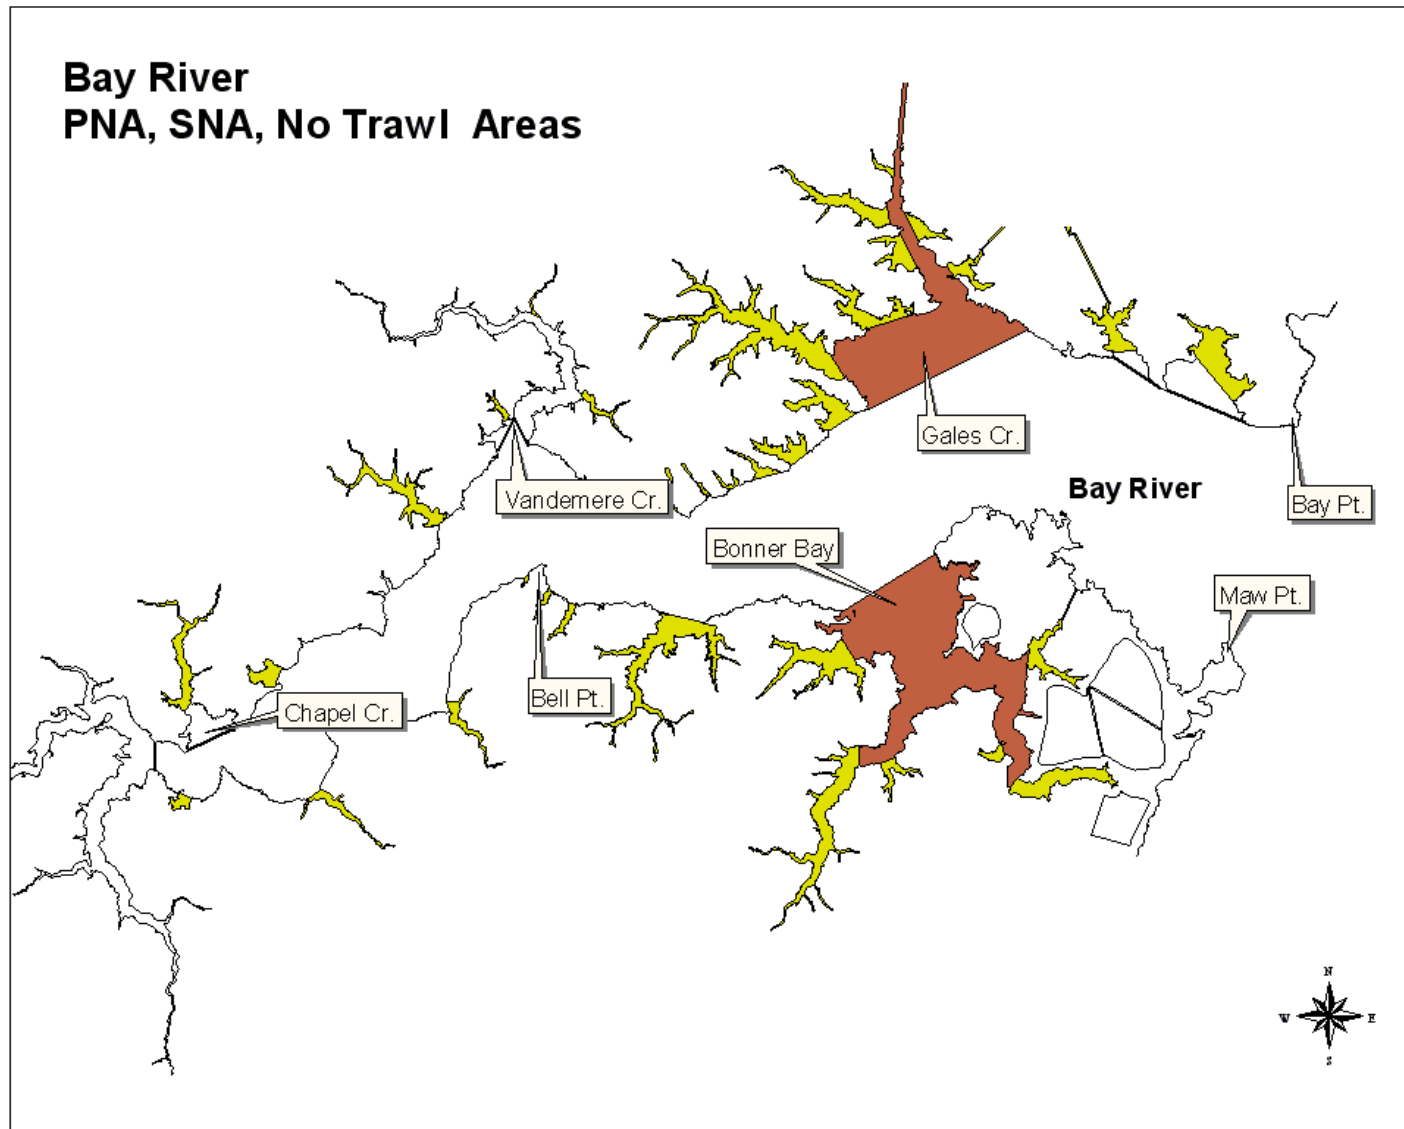 Bay River
PNA, SNA, No Trawl Areas
Gales Cr.
Vandemere Cr.
Bay River
Bay Pt.
Bonner Bay
Maw Pt.
Bell Pt.
Chapel Cr.
N
W E
S